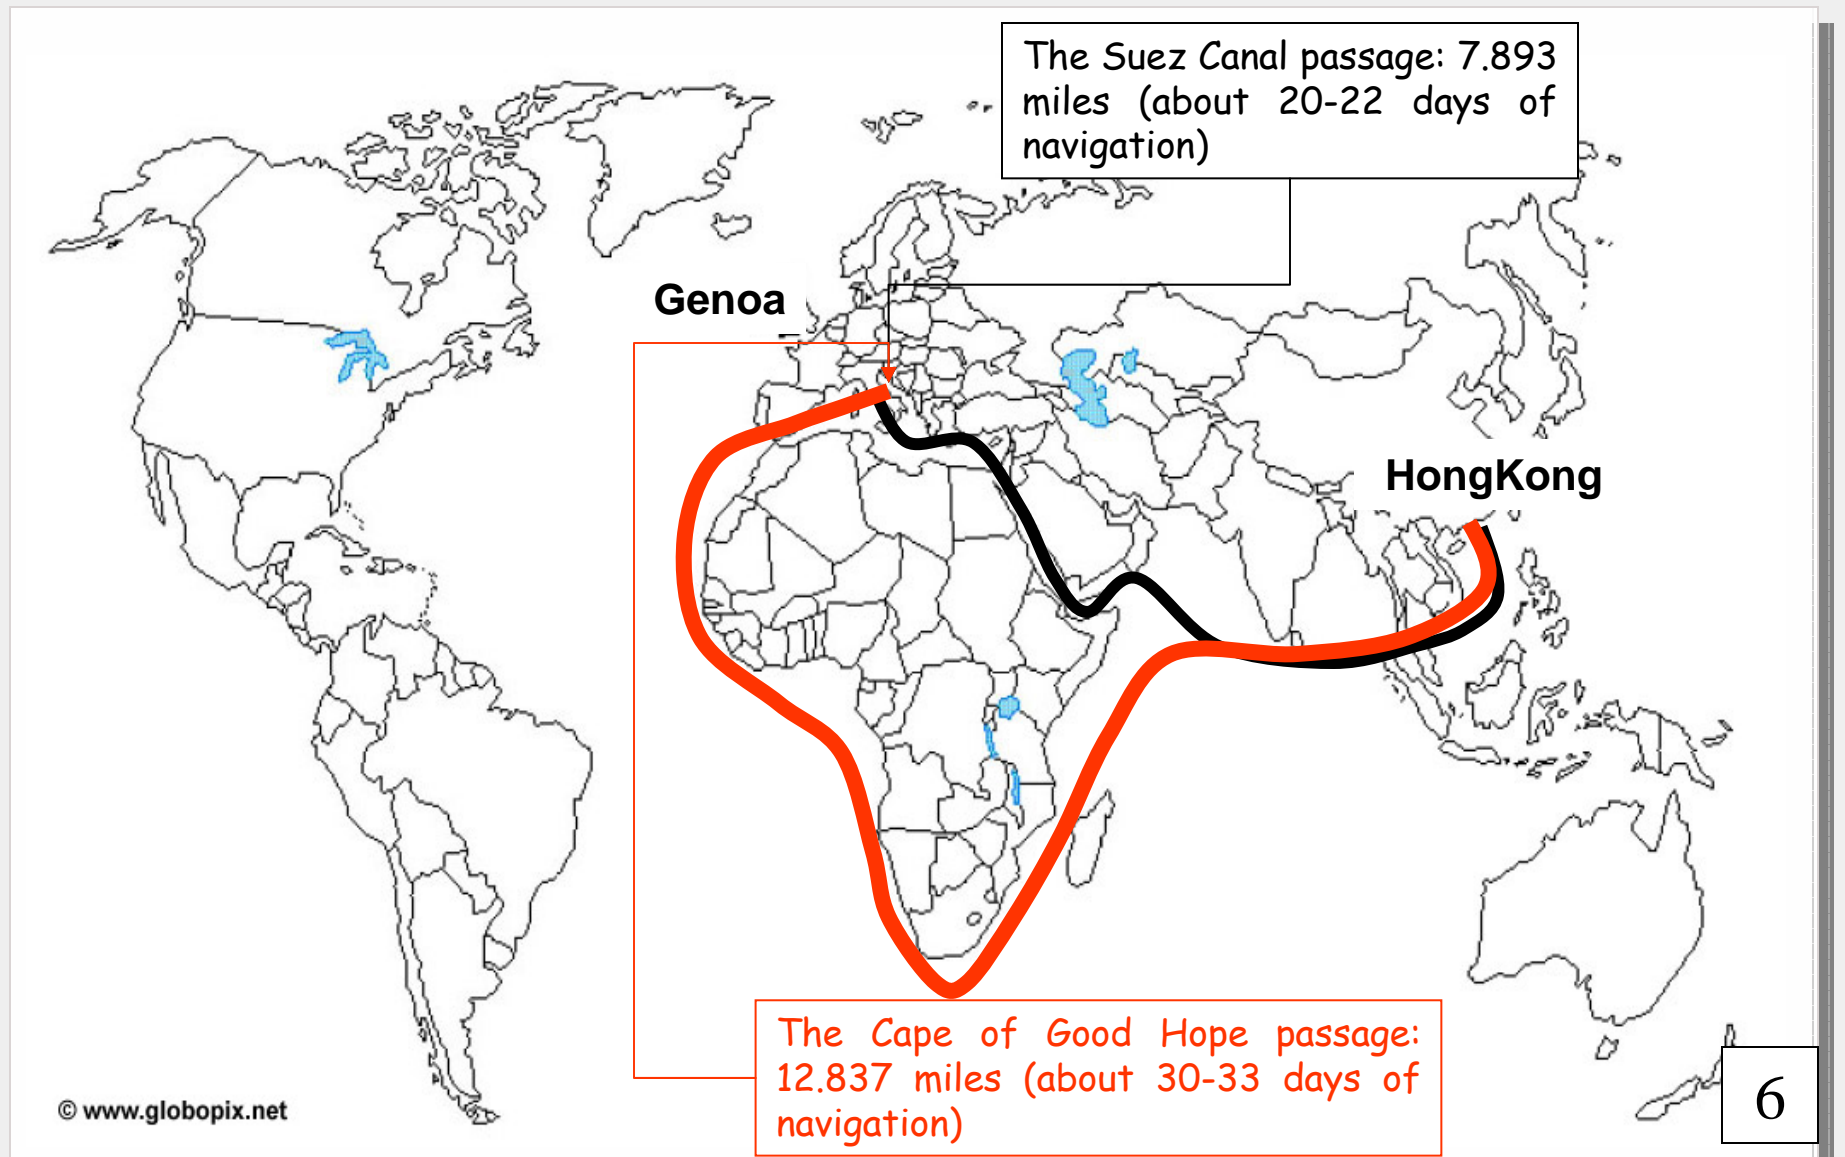 The Suez Canal passage: 7.893
miles (about 20-22 days of
navigation)
Genoa
HongKong
The Cape of Good Hope passage:
12.837 miles (about 30-33 days of
navigation)
© www.globopix.net
6